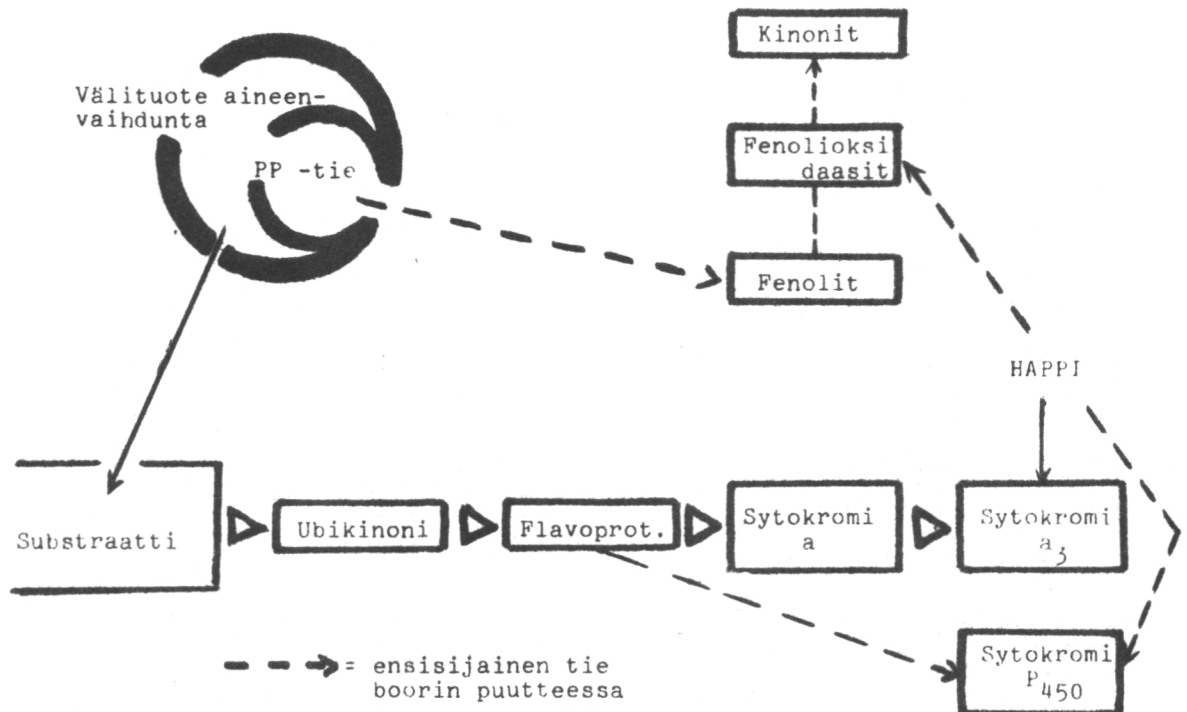 Kinonit
Välituote aineen-
vaihdunta
PP -tie
Fenolioksi
daasit
Fenolit
HAPPI
Substraatti
Ubikinoni
Flavoprot.
Sytokromi
a
Sytokromi
a3
= ensisijainen tie
boorin puutteessa
Sytokromi
P450